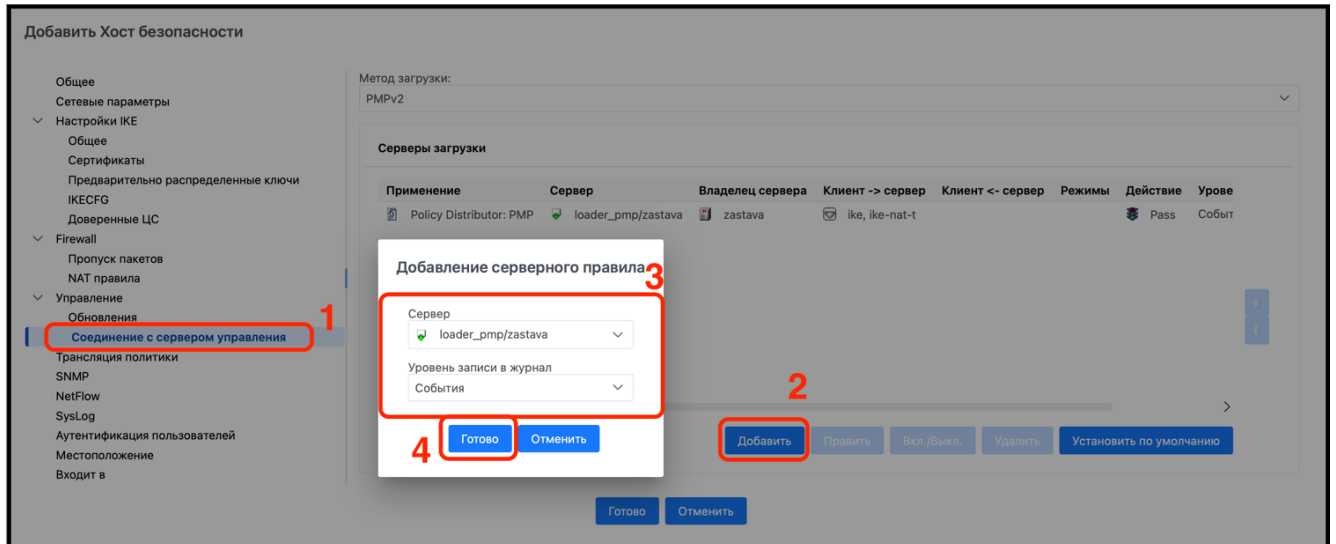 Добавить Хост безопасности
Общее
Сетевые параметры
Настройки IKE
Общее
Сертификаты
Предварительно распределенные ключи
IKECFG
Доверенные ЦС
Firewall
Пропуск пакетов
NAT правила
Управление
Обновления
1
Соединение с сервером управления
Трансляция политики
SNMP
NetFlow
SysLog
Аутентификация пользователей
Местоположение
Входит в
Метод загрузки:
PMPv2
Серверы загрузки
Применение Сервер Владелец сервера Клиент -> сервер Клиент <- сервер Режимы Действие Урове
Policy Distributor: PMP loader_pmp/zastava zastava ike, ike-nat-t Pass Событ
Добавление серверного правила
3
Сервер
loader_pmp/zastava
Уровень записи в журнал
События
4
Готово Отменить
2
Добавить Править Вкл./Выкл. Удалить Установить по умолчанию
Готово Отменить